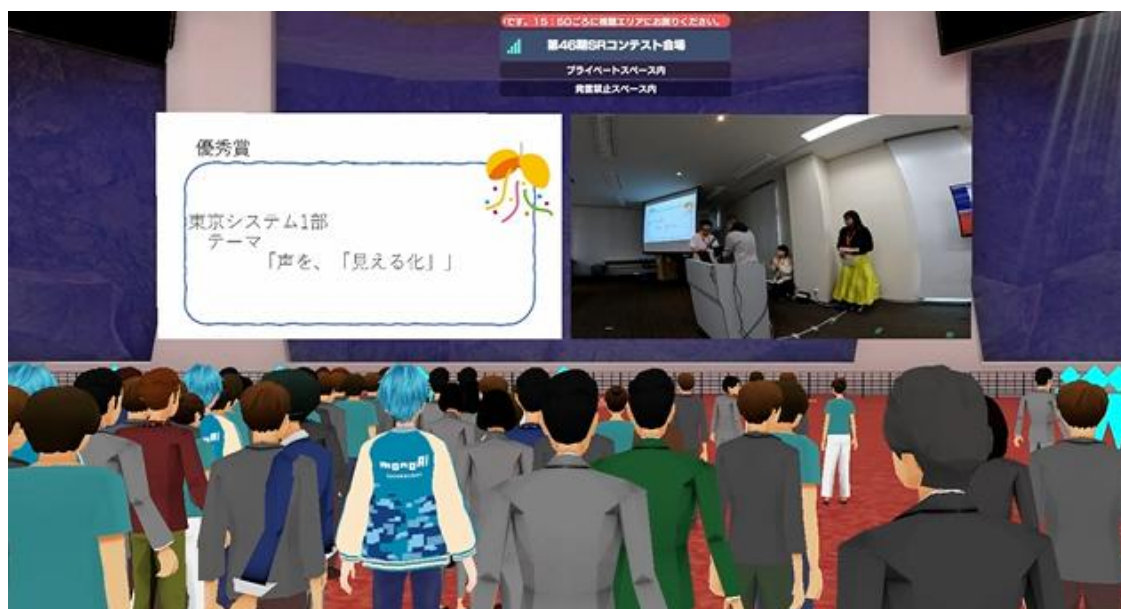 です。15：50ごろに視聴エリアにお戻りください。
第46期SRコンテスト会場
プライベートスペース内
発言禁止スペース内
優秀賞
東京システム1部
テーマ
「声を、「見える化」」
monoAi